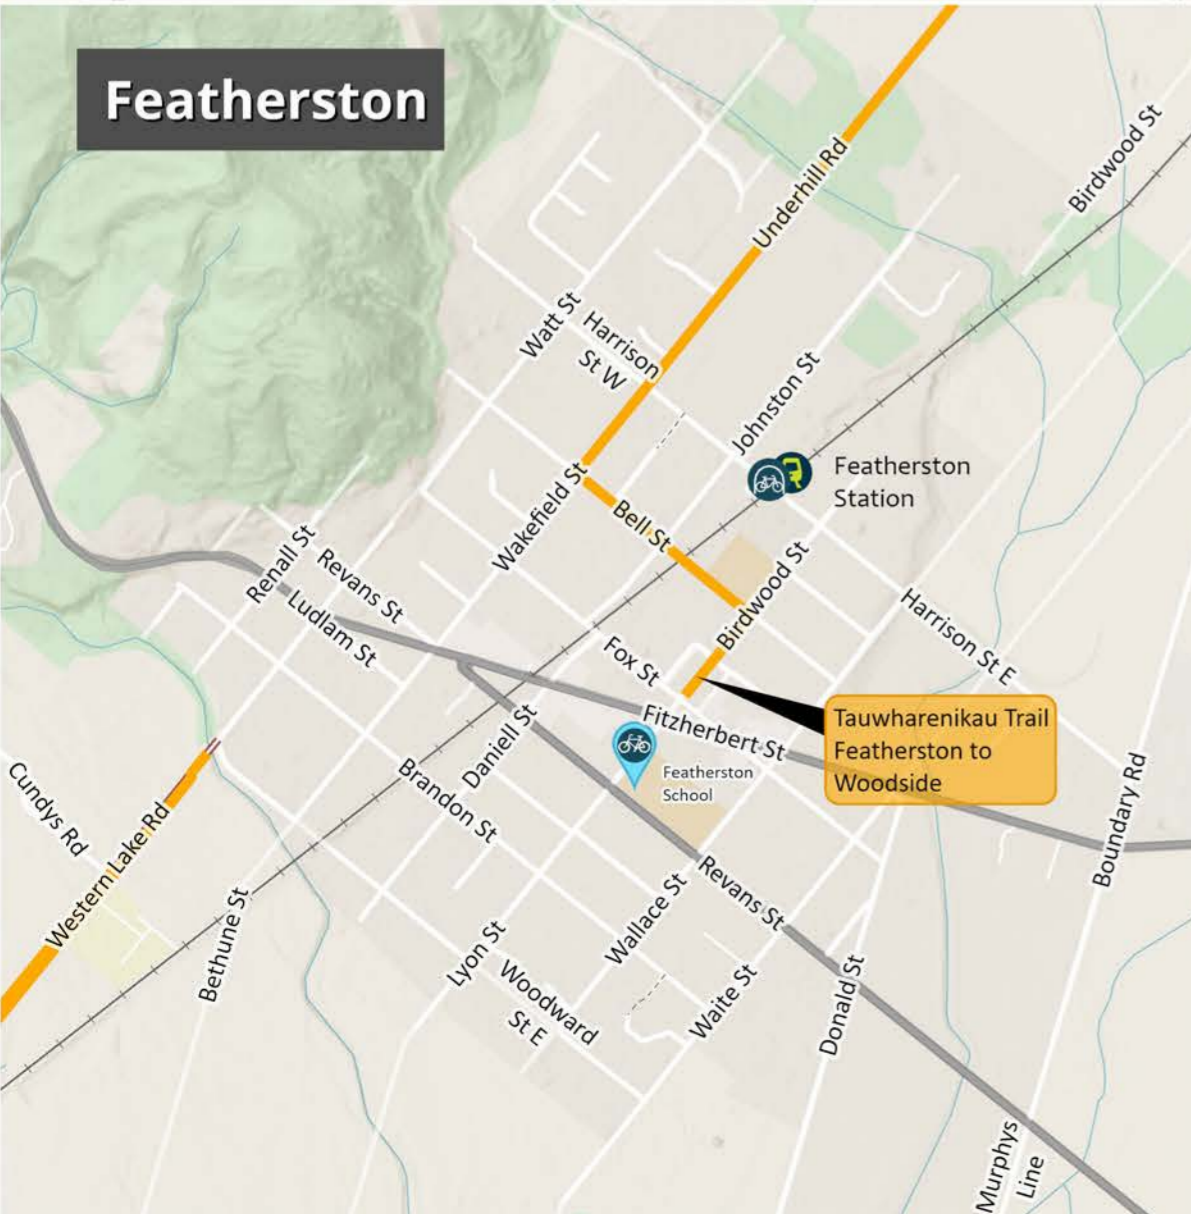 Featherston
Birdwood St
Underhill Rd
Watt St
Harrison
St W
Johnston St
Featherston
Station
Wakefield St
Bell St
Renall St
Revans St
Ludlam St
Birdwood St
Harrison St E
Fox St
Fitzherbert St
Tauwharenikau Trail
Featherston to
Woodside
Featherston
School
Daniell St
Brandon St
Cundys Rd
Western Lake Rd
Boundary Rd
Bethune St
Revans St
Wallace St
Lyon St
Woodward
St E
Waite St
Donald St
Murphys
Line